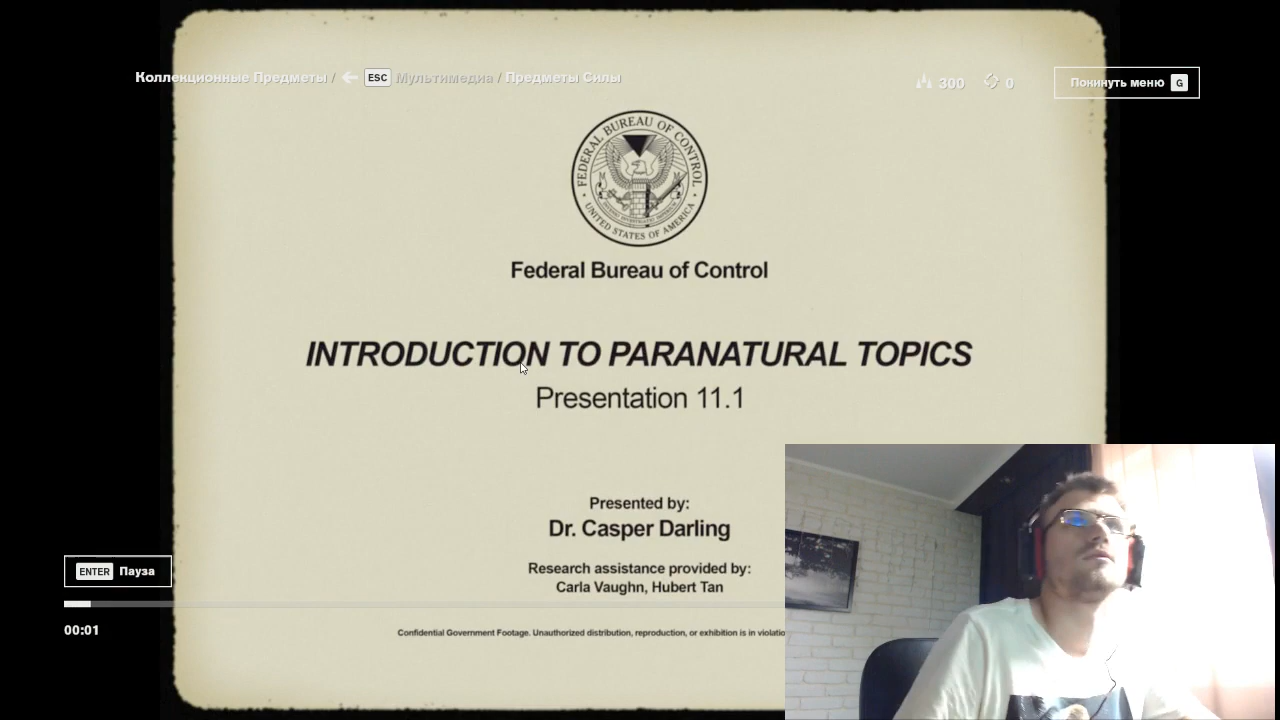 Коллекционные Предметы / ESC Мультимедиа / Предметы Силы
300 0
Покинуть меню G
FEDERAL BUREAU OF CONTROL
UNITED STATES OF AMERICA
Federal Bureau of Control
INTRODUCTION TO PARANATURAL TOPICS
Presentation 11.1
Presented by:
Dr. Casper Darling
Research assistance provided by:
Carla Vaughn, Hubert Tan
ENTER Пауза
00:01
Confidential Government Footage. Unauthorized distribution, reproduction, or exhibition is in